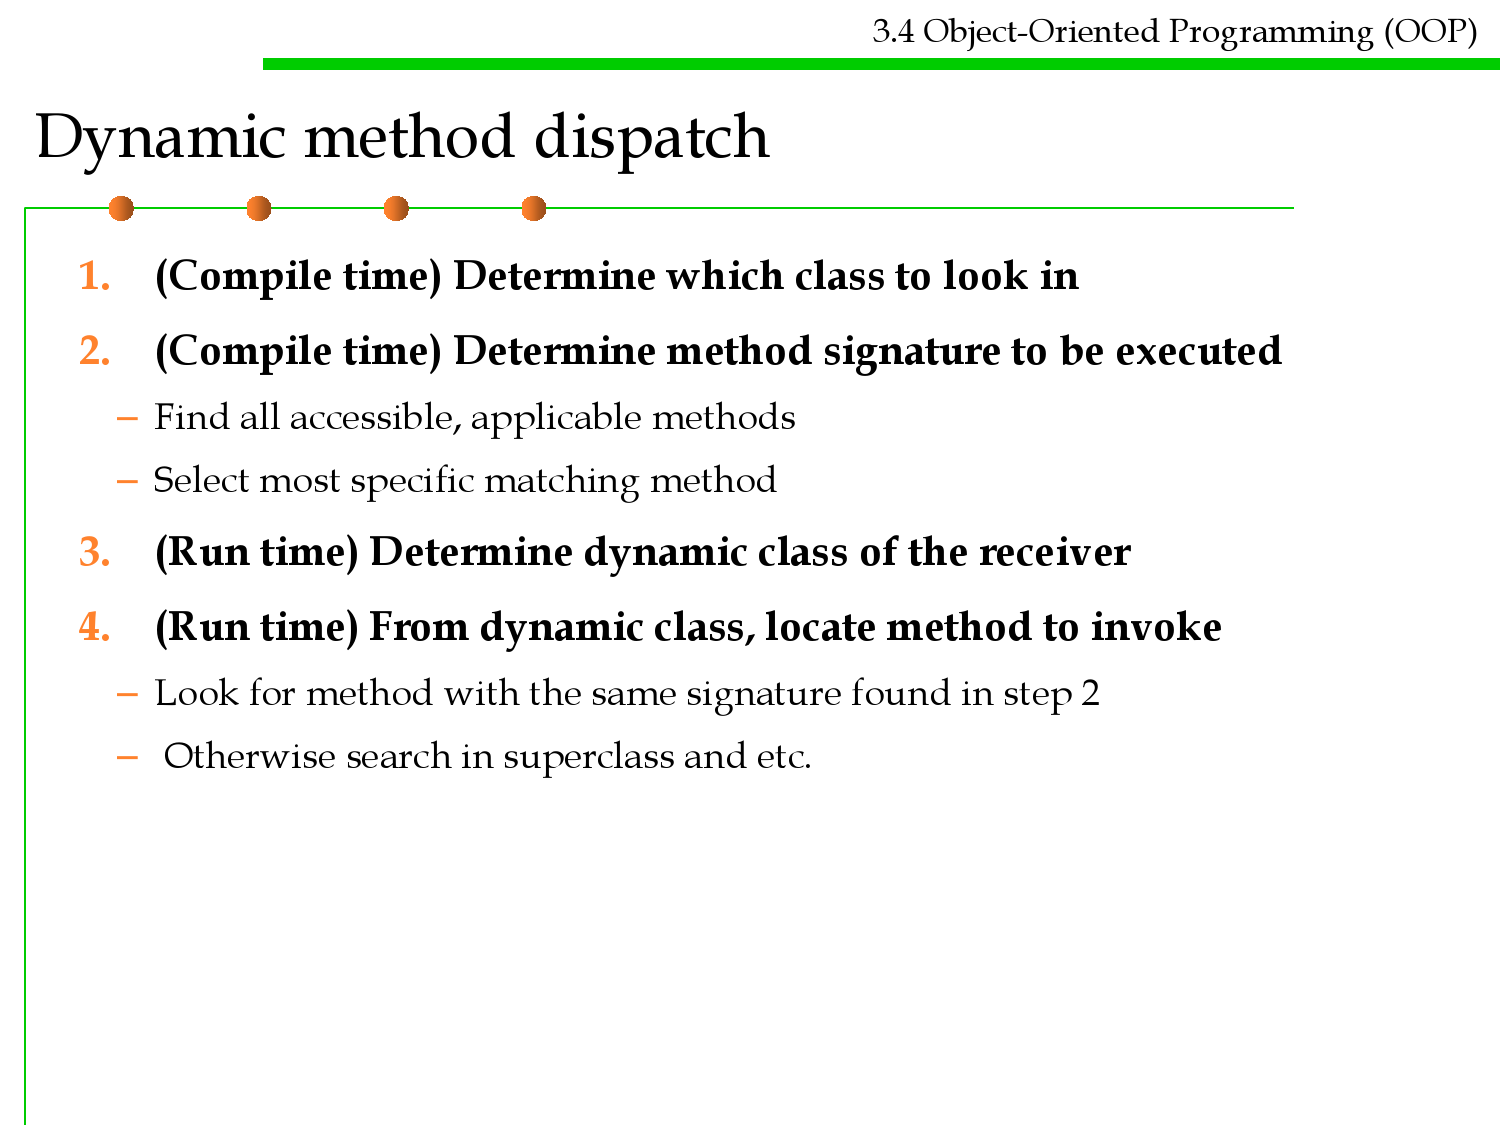 3.4 Object-Oriented Programming (OOP)
Dynamic method dispatch
1. (Compile time) Determine which class to look in
2. (Compile time) Determine method signature to be executed
– Find all accessible, applicable methods
– Select most specific matching method
3. (Run time) Determine dynamic class of the receiver
4. (Run time) From dynamic class, locate method to invoke
– Look for method with the same signature found in step 2
– Otherwise search in superclass and etc.